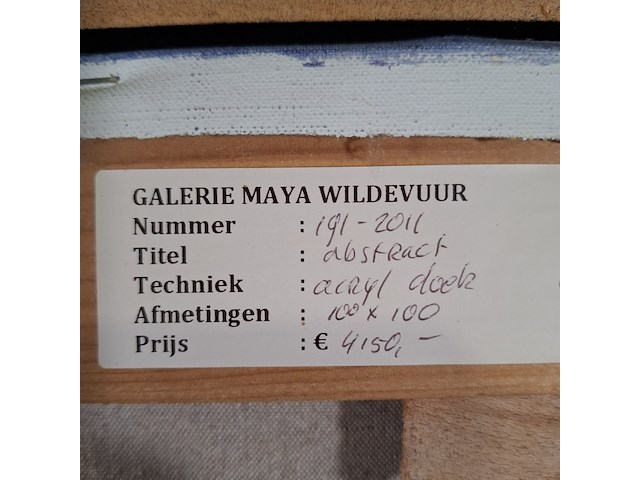 GALERIE MAYA WILDEVUUR
Nummer : 191-2011
Titel : abstract
Techniek : acryl doek
Afmetingen : 100 x 100
Prijs : € 4150,-